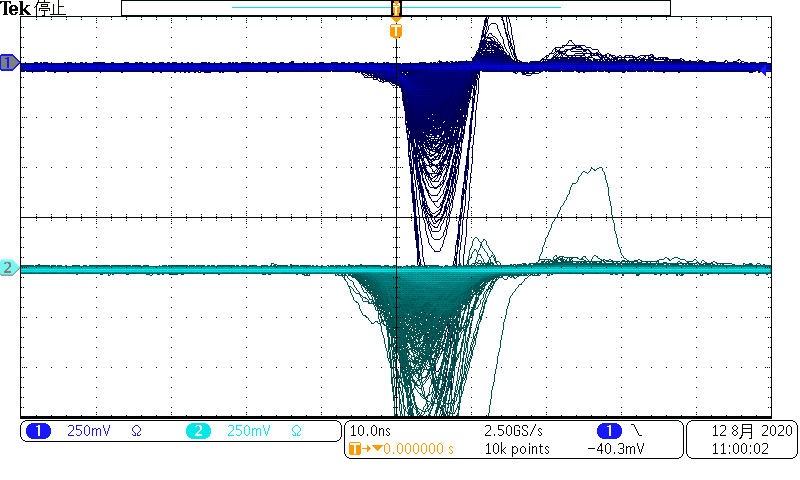 Tek 停止
T
T
1
2
1 250mV Ω 2 250mV Ω
10.0ns 2.50GS/s 1
T→▼0.000000 s 10k points −40.3mV
12 8月 2020
11:00:02